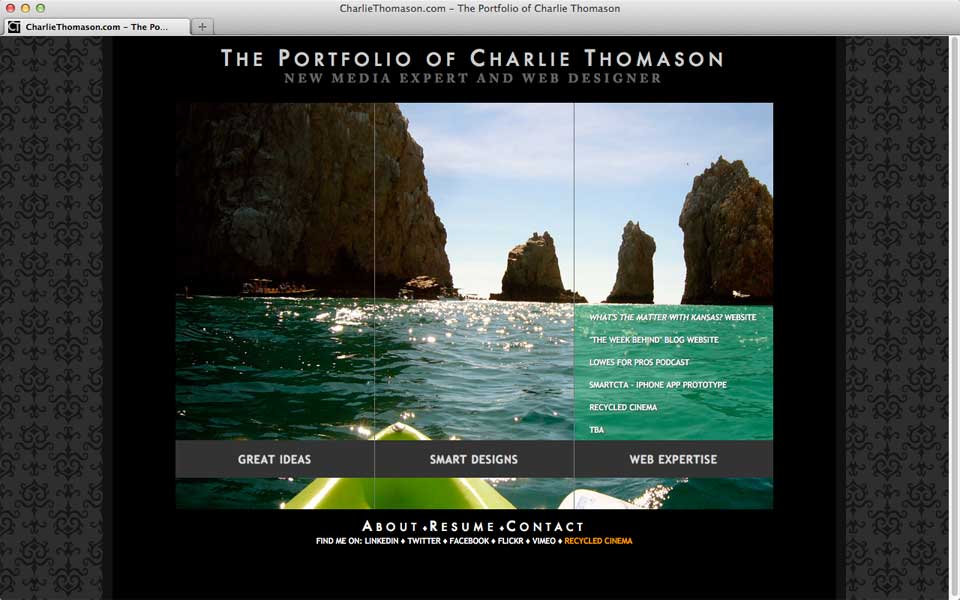 CharlieThomason.com – The Portfolio of Charlie Thomason
CT CharlieThomason.com – The Po... +
THE PORTFOLIO OF CHARLIE THOMASON
NEW MEDIA EXPERT AND WEB DESIGNER
WHAT'S THE MATTER WITH KANSAS? WEBSITE
"THE WEEK BEHIND" BLOG WEBSITE
LOWES FOR PROS PODCAST
SMARTCTA - IPHONE APP PROTOTYPE
RECYCLED CINEMA
TBA
GREAT IDEAS SMART DESIGNS WEB EXPERTISE
ABOUT ♦ RESUME ♦ CONTACT
FIND ME ON: LINKEDIN ♦ TWITTER ♦ FACEBOOK ♦ FLICKR ♦ VIMEO ♦ RECYCLED CINEMA